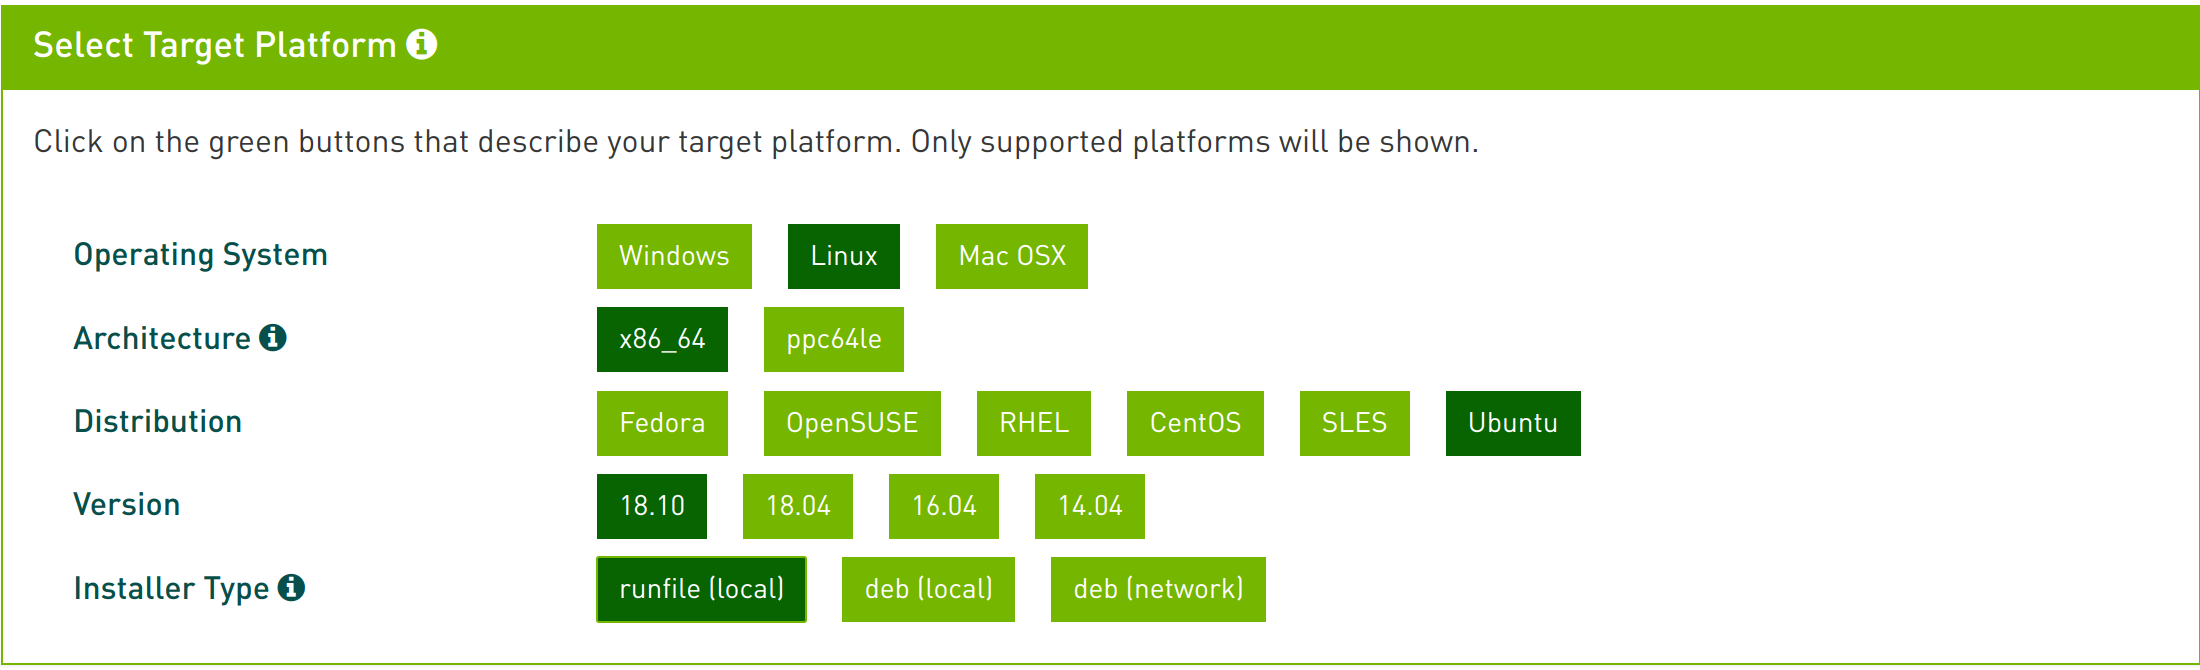 Select Target Platform
Click on the green buttons that describe your target platform. Only supported platforms will be shown.
Operating System Windows Linux Mac OSX
Architecture x86_64 ppc64le
Distribution Fedora OpenSUSE RHEL CentOS SLES Ubuntu
Version 18.10 18.04 16.04 14.04
Installer Type runfile (local) deb (local) deb (network)